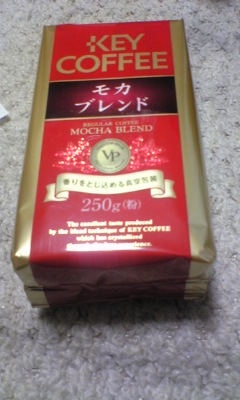 KEY
COFFEE
モカ
ブレンド
REGULAR COFFEE
MOCHA BLEND
VP
香りをとじ込める真空包装
250g(粉)
The excellent taste produced
by the blend technique of KEY COFFEE
which has crystallized